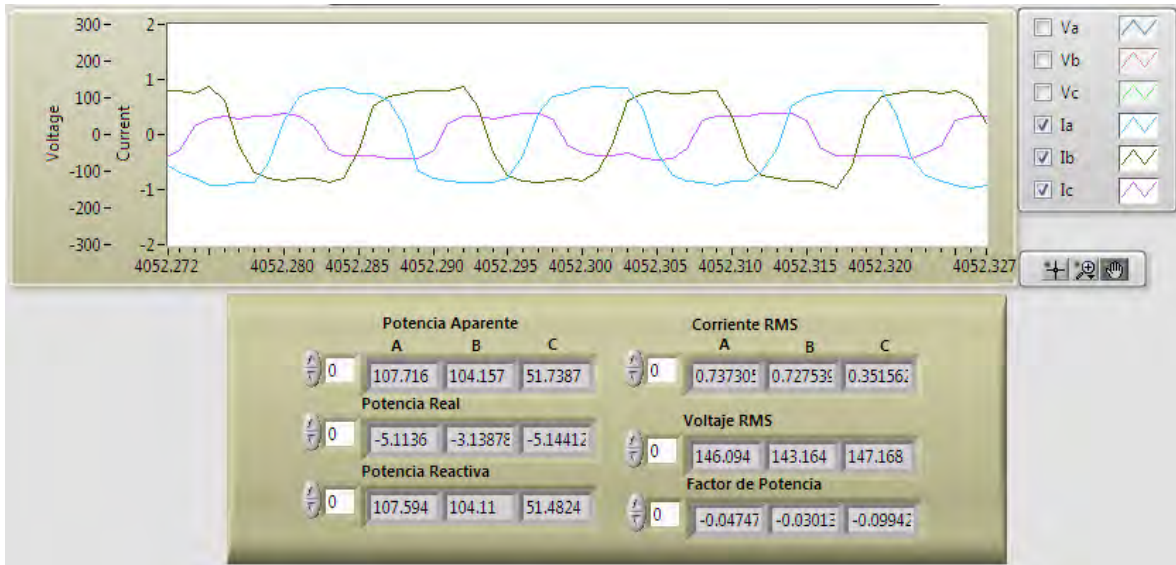 300 - 2 -
200 -
100 - 1 -
0 - 0 -
-100 - -1 -
-200 -
-300 - -2 -
Voltage
Current
4052.272 4052.280 4052.285 4052.290 4052.295 4052.300 4052.305 4052.310 4052.315 4052.320 4052.327
Va
Vb
Vc
Ia
Ib
Ic
Potencia Aparente
A B C
0 107.716 104.157 51.7387
Potencia Real
0 -5.1136 -3.13878 -5.14412
Potencia Reactiva
0 107.594 104.11 51.4824
Corriente RMS
A B C
0 0.737305 0.727539 0.351562
Voltaje RMS
0 146.094 143.164 147.168
Factor de Potencia
0 -0.04747 -0.03013 -0.09942